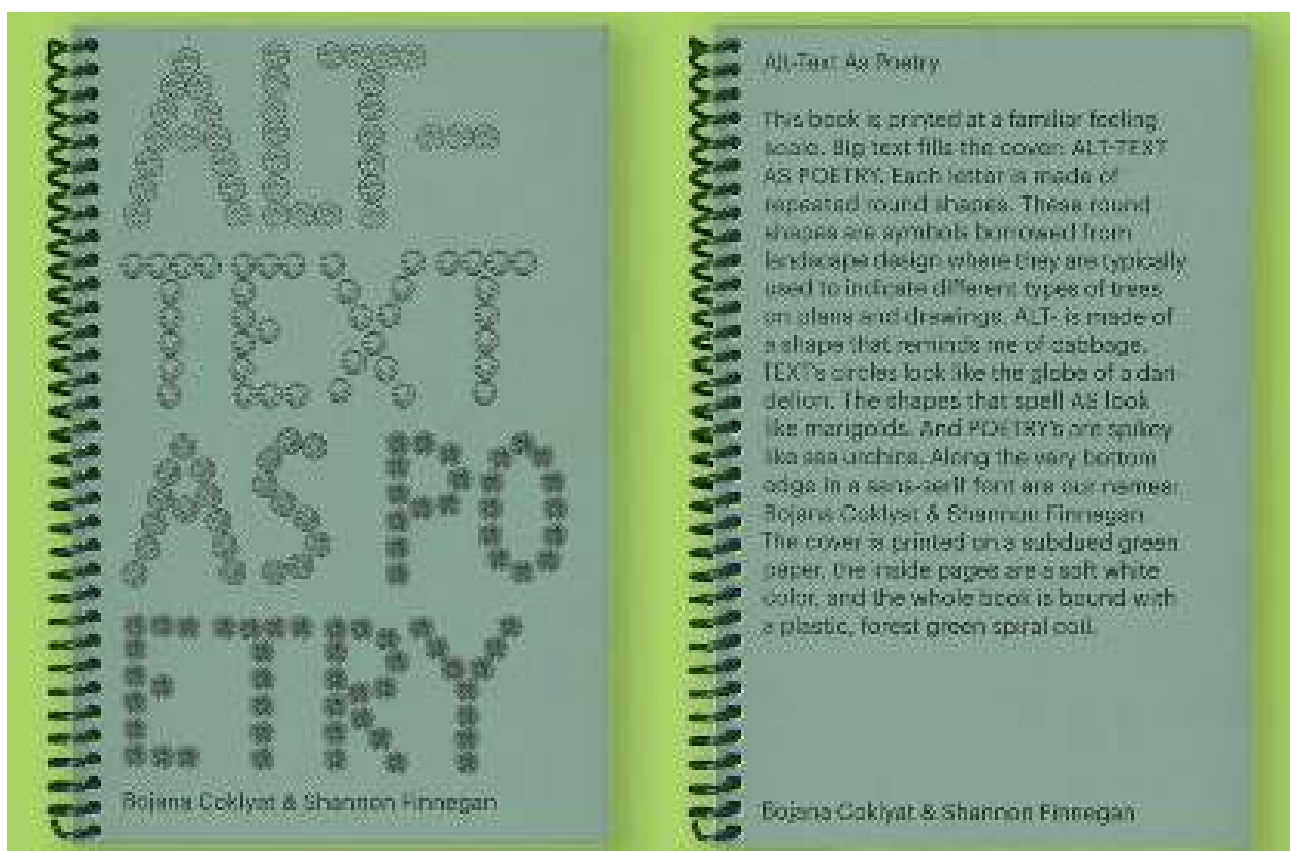 ALT-
TEXT
AS PO
ETRY
Bojana Coklyat & Shannon Finnegan
Alt-Text As Poetry
This book is printed at a familiar feeling
scale. Big text fills the cover: ALT-TEXT
AS POETRY. Each letter is made of
repeated round shapes. These round
shapes are symbols borrowed from
landscape design where they are typically
used to indicate different types of trees
on plans and drawings. ALT- is made of
a shape that reminds me of cabbage.
TEXT's circles look like the globe of a dan-
delion. The shapes that spell AS look
like marigolds. And POETRY's are spikey
like sea urchins. Along the very bottom
edge in a sans-serif font are our names:
Bojana Coklyat & Shannon Finnegan.
The cover is printed on a subdued green
paper, the inside pages are a soft white
color, and the whole book is bound with
a plastic, forest green spiral coil.
Bojana Coklyat & Shannon Finnegan